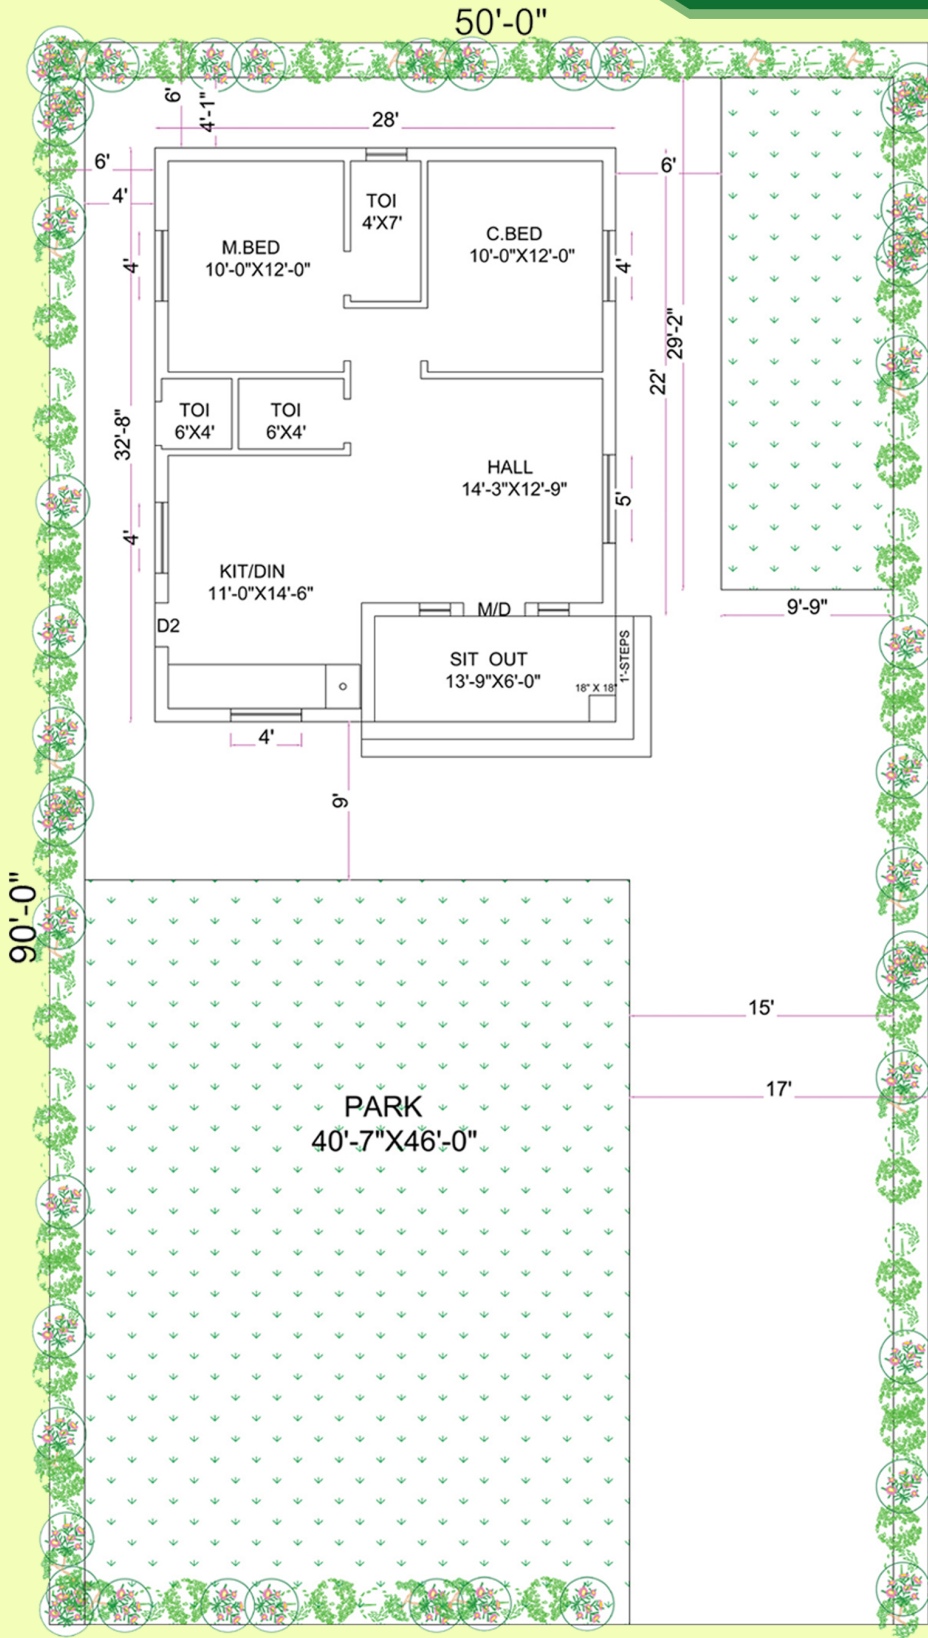 50'-0"
6'
4'-1"
28'
6'
6'
4'
TOI
4'X7'
M.BED
10'-0"X12'-0"
C.BED
10'-0"X12'-0"
4'
4'
29'-2"
22'
TOI
6'X4'
TOI
6'X4'
32'-8"
HALL
14'-3"X12'-9"
5'
4'
KIT/DIN
11'-0"X14'-6"
M/D
9'-9"
D2
SIT OUT
13'-9"X6'-0"
1'-STEPS
18" X 18"
4'
9'
90'-0"
15'
17'
PARK
40'-7"X46'-0"